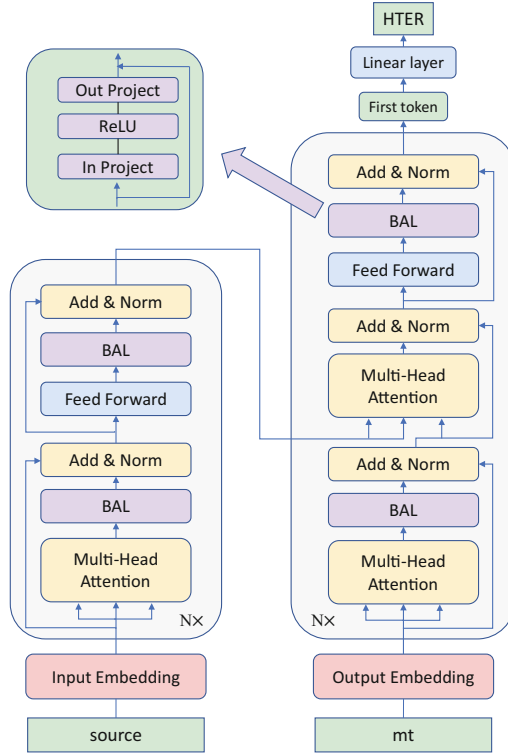 HTER
Linear layer
First token
Out Project
ReLU
In Project
Add & Norm
BAL
Feed Forward
Add & Norm
Multi-Head
Attention
Add & Norm
BAL
Multi-Head
Attention
N×
Output Embedding
mt
Add & Norm
BAL
Feed Forward
Add & Norm
BAL
Multi-Head
Attention
N×
Input Embedding
source